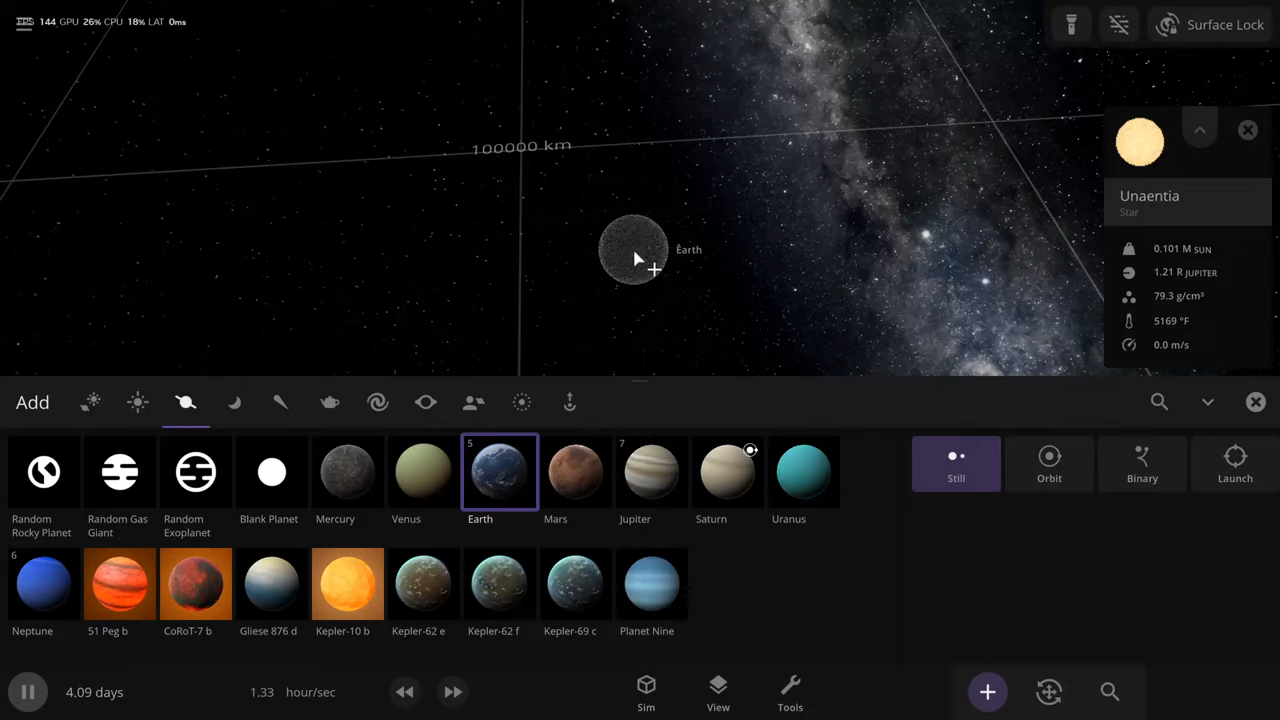 FPS 144 GPU 26% CPU 18% LAT 0ms
Surface Lock
100000 km
Earth
Unaentia
Star
0.101 M SUN
1.21 R JUPITER
79.3 g/cm³
5169 °F
0.0 m/s
Add
5
7
Random Rocky Planet
Random Gas Giant
Random Exoplanet
Blank Planet
Mercury
Venus
Earth
Mars
Jupiter
Saturn
Uranus
Still
Orbit
Binary
Launch
6
Neptune
51 Peg b
CoRoT-7 b
Gliese 876 d
Kepler-10 b
Kepler-62 e
Kepler-62 f
Kepler-69 c
Planet Nine
4.09 days
1.33 hour/sec
Sim
View
Tools